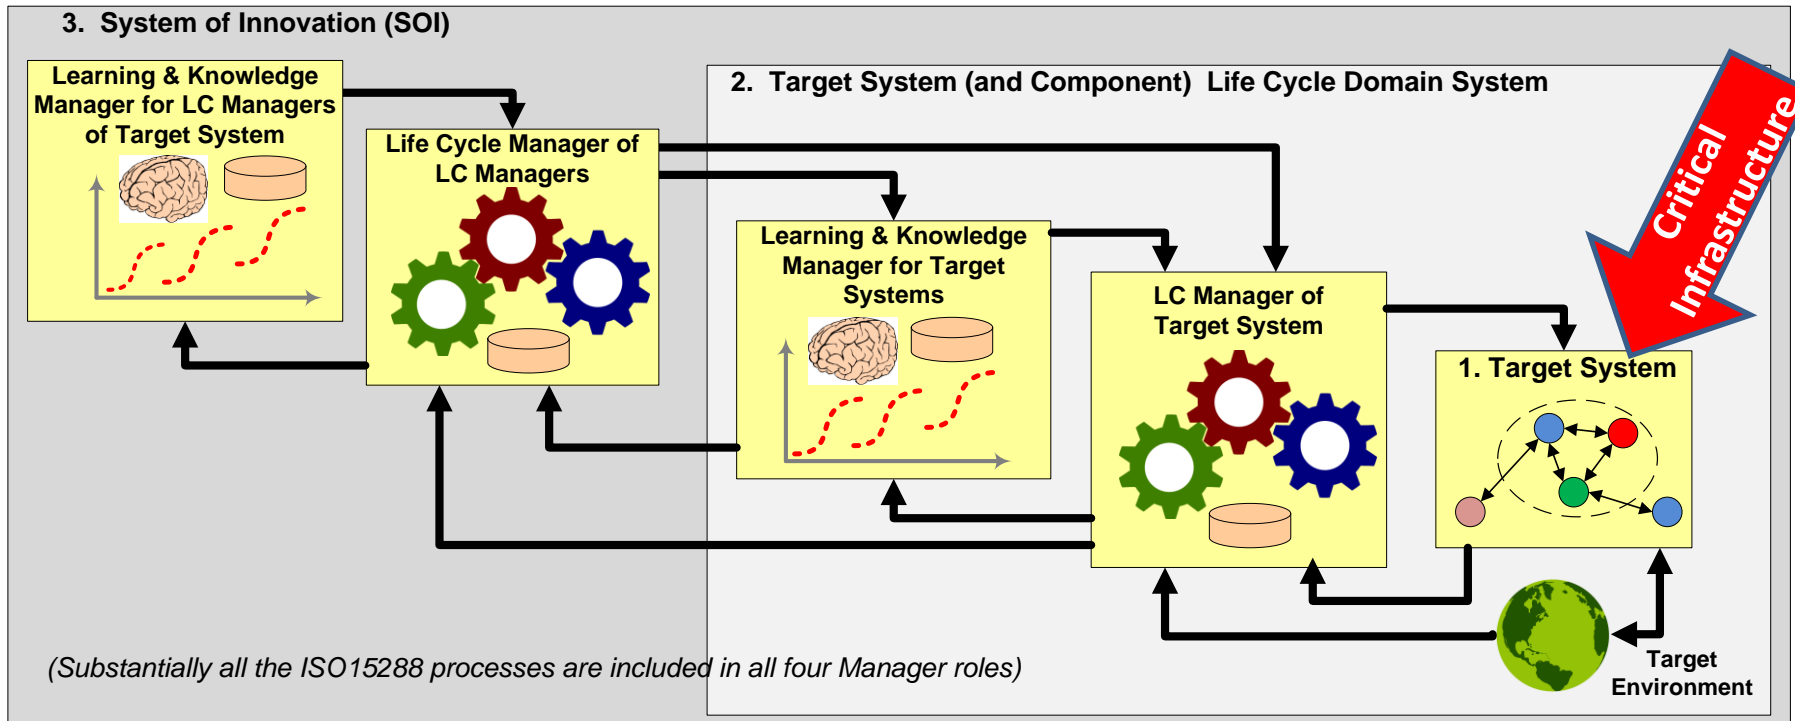 3. System of Innovation (SOI)
Learning & Knowledge
Manager for LC Managers
of Target System
2. Target System (and Component) Life Cycle Domain System
Life Cycle Manager of
LC Managers
Learning & Knowledge
Manager for Target
Systems
LC Manager of
Target System
Critical
Infrastructure
1. Target System
Target
Environment
(Substantially all the ISO15288 processes are included in all four Manager roles)